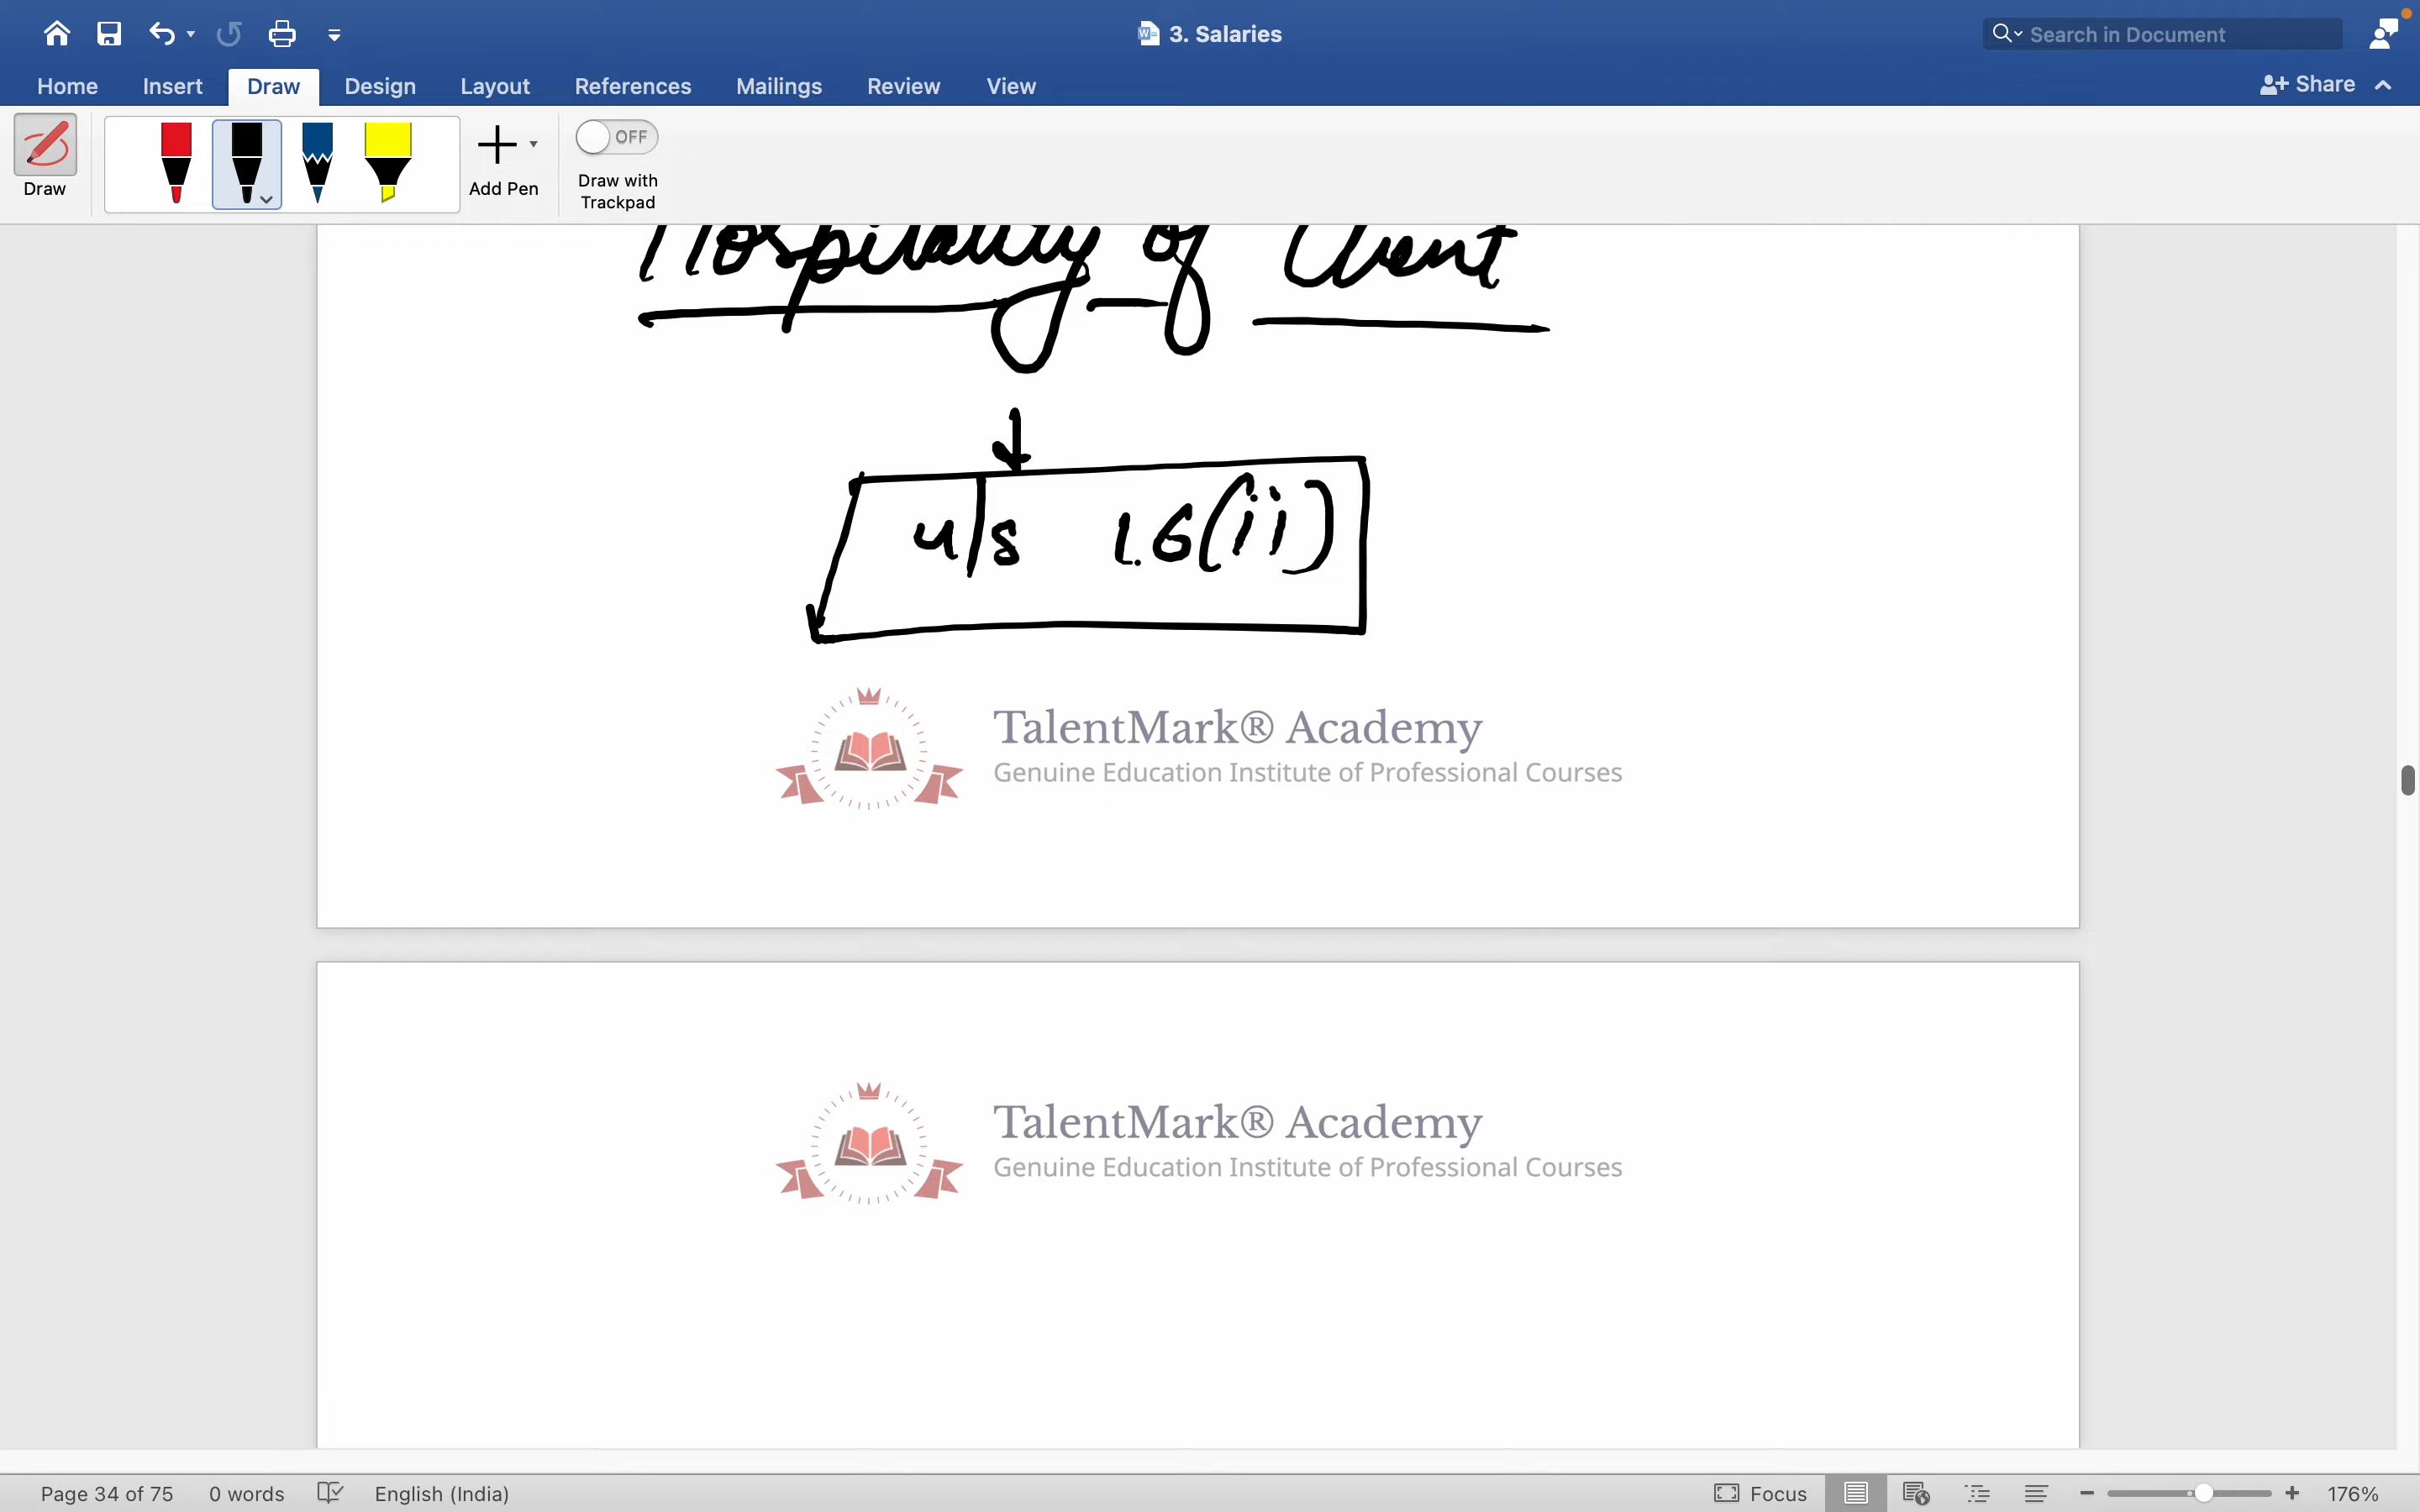 3. Salaries
Search in Document
Home Insert Draw Design Layout References Mailings Review View
Share
Draw
Add Pen
OFF
Draw with
Trackpad
Hospitality of Client
u/s 1.6(ii)
TalentMark® Academy
Genuine Education Institute of Professional Courses
TalentMark® Academy
Genuine Education Institute of Professional Courses
Page 34 of 75 0 words English (India) Focus 176%